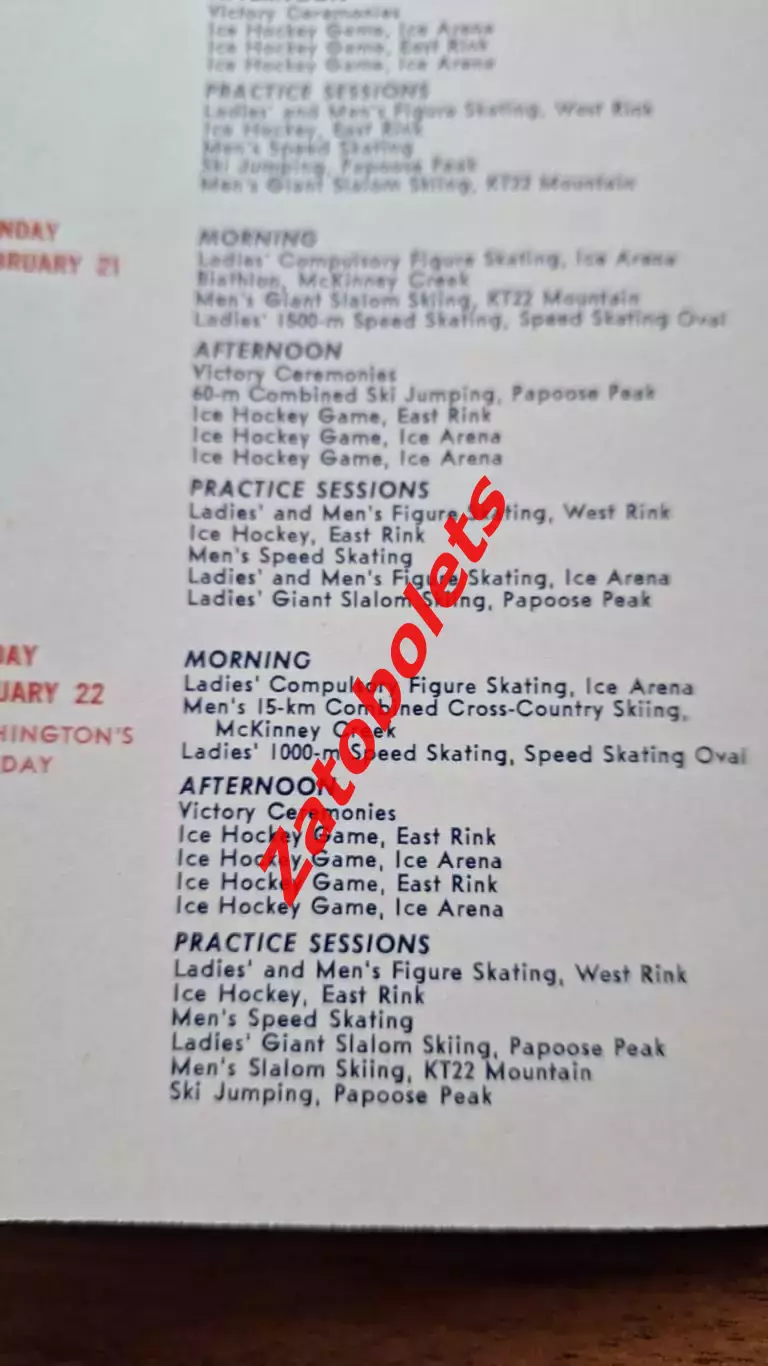 Victory Ceremonies
Ice Hockey Game, Ice Arena
Ice Hockey Game, East Rink
Ice Hockey Game, Ice Arena
PRACTICE SESSIONS
Ladies' and Men's Figure Skating, West Rink
Ice Hockey, East Rink
Men's Speed Skating
Ski Jumping, Papoose Peak
Men's Giant Slalom Skiing, KT22 Mountain
NDAY
BRUARY 21
MORNING
Ladies' Compulsory Figure Skating, Ice Arena
Biathlon, McKinney Creek
Men's Giant Slalom Skiing, KT22 Mountain
Ladies' 1500-m Speed Skating, Speed Skating Oval
AFTERNOON
Victory Ceremonies
60-m Combined Ski Jumping, Papoose Peak
Ice Hockey Game, East Rink
Ice Hockey Game, Ice Arena
Ice Hockey Game, Ice Arena
PRACTICE SESSIONS
Ladies' and Men's Figure Skating, West Rink
Ice Hockey, East Rink
Men's Speed Skating
Ladies' and Men's Figure Skating, Ice Arena
Ladies' Giant Slalom Skiing, Papoose Peak
DAY
UARY 22
HINGTON'S
DAY
MORNING
Ladies' Compulsory Figure Skating, Ice Arena
Men's 15-km Combined Cross-Country Skiing,
McKinney Creek
Ladies' 1000-m Speed Skating, Speed Skating Oval
AFTERNOON
Victory Ceremonies
Ice Hockey Game, East Rink
Ice Hockey Game, Ice Arena
Ice Hockey Game, East Rink
Ice Hockey Game, Ice Arena
PRACTICE SESSIONS
Ladies' and Men's Figure Skating, West Rink
Ice Hockey, East Rink
Men's Speed Skating
Ladies' Giant Slalom Skiing, Papoose Peak
Men's Slalom Skiing, KT22 Mountain
Ski Jumping, Papoose Peak
Zatobolets